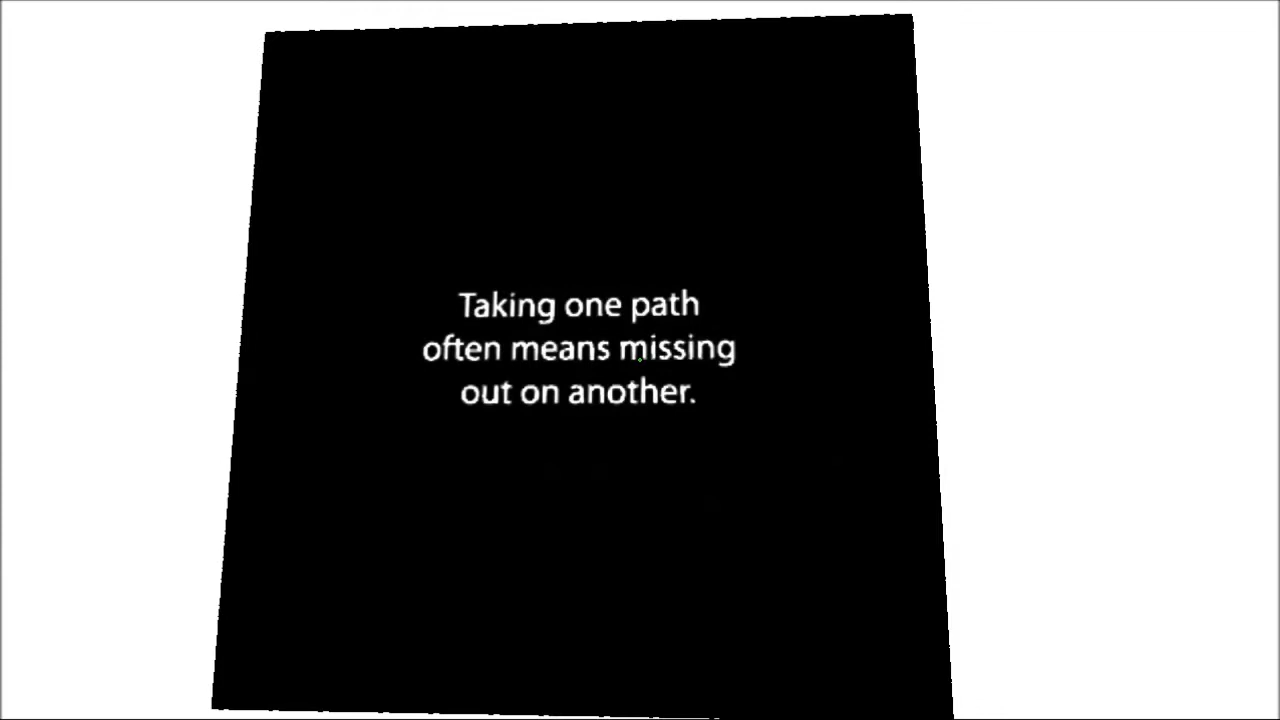 Taking one path
often means missing
out on another.